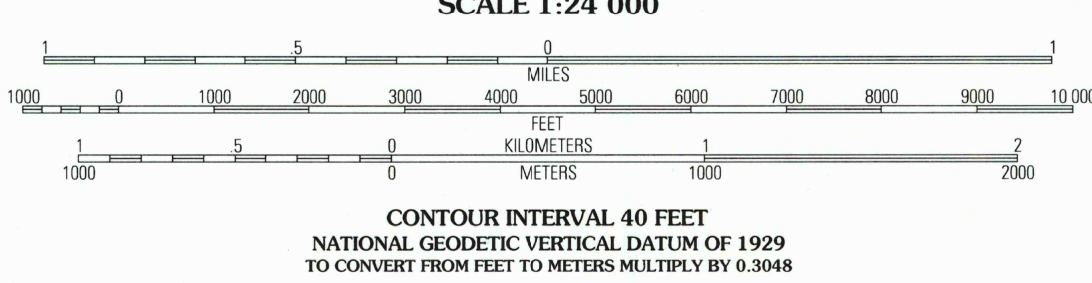 SCALE 1:24 000
1 .5 0 1
MILES
1000 0 1000 2000 3000 4000 5000 6000 7000 8000 9000 10 000
FEET
1 .5 0 KILOMETERS 1 2
1000 0 METERS 1000 2000
CONTOUR INTERVAL 40 FEET
NATIONAL GEODETIC VERTICAL DATUM OF 1929
TO CONVERT FROM FEET TO METERS MULTIPLY BY 0.3048